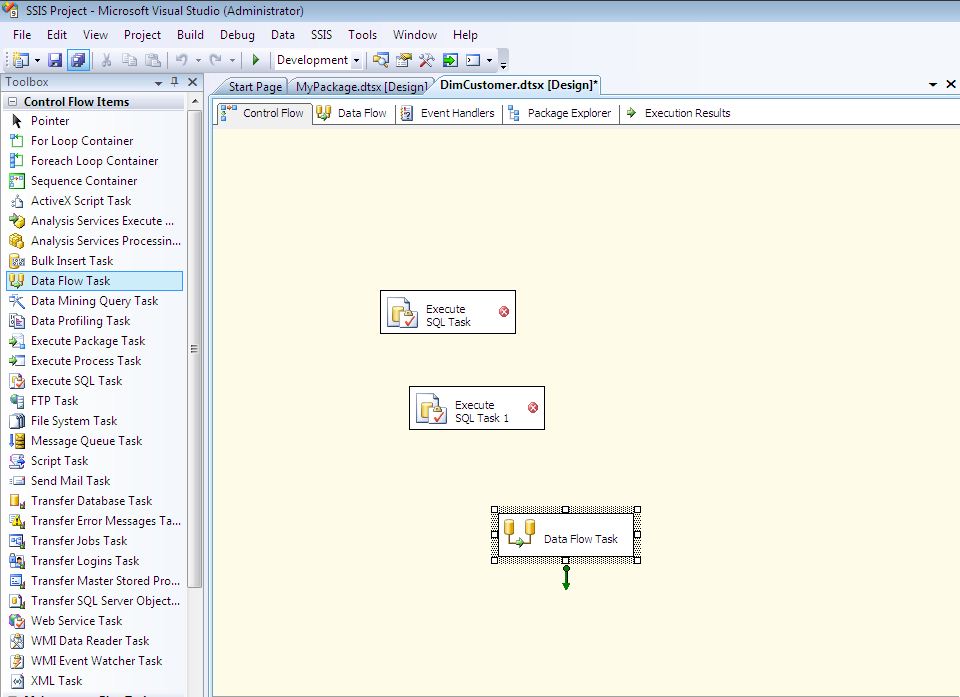 SSIS Project - Microsoft Visual Studio (Administrator)
File Edit View Project Build Debug Data SSIS Tools Window Help
Development
Toolbox
Start Page MyPackage.dtsx [Design] DimCustomer.dtsx [Design]*
Control Flow Data Flow Event Handlers Package Explorer Execution Results
Control Flow Items
Pointer
For Loop Container
Foreach Loop Container
Sequence Container
ActiveX Script Task
Analysis Services Execute ...
Analysis Services Processin...
Bulk Insert Task
Data Flow Task
Data Mining Query Task
Data Profiling Task
Execute Package Task
Execute Process Task
Execute SQL Task
FTP Task
File System Task
Message Queue Task
Script Task
Send Mail Task
Transfer Database Task
Transfer Error Messages Ta...
Transfer Jobs Task
Transfer Logins Task
Transfer Master Stored Pro...
Transfer SQL Server Object...
Web Service Task
WMI Data Reader Task
WMI Event Watcher Task
XML Task
Execute
SQL Task
Execute
SQL Task 1
Data Flow Task